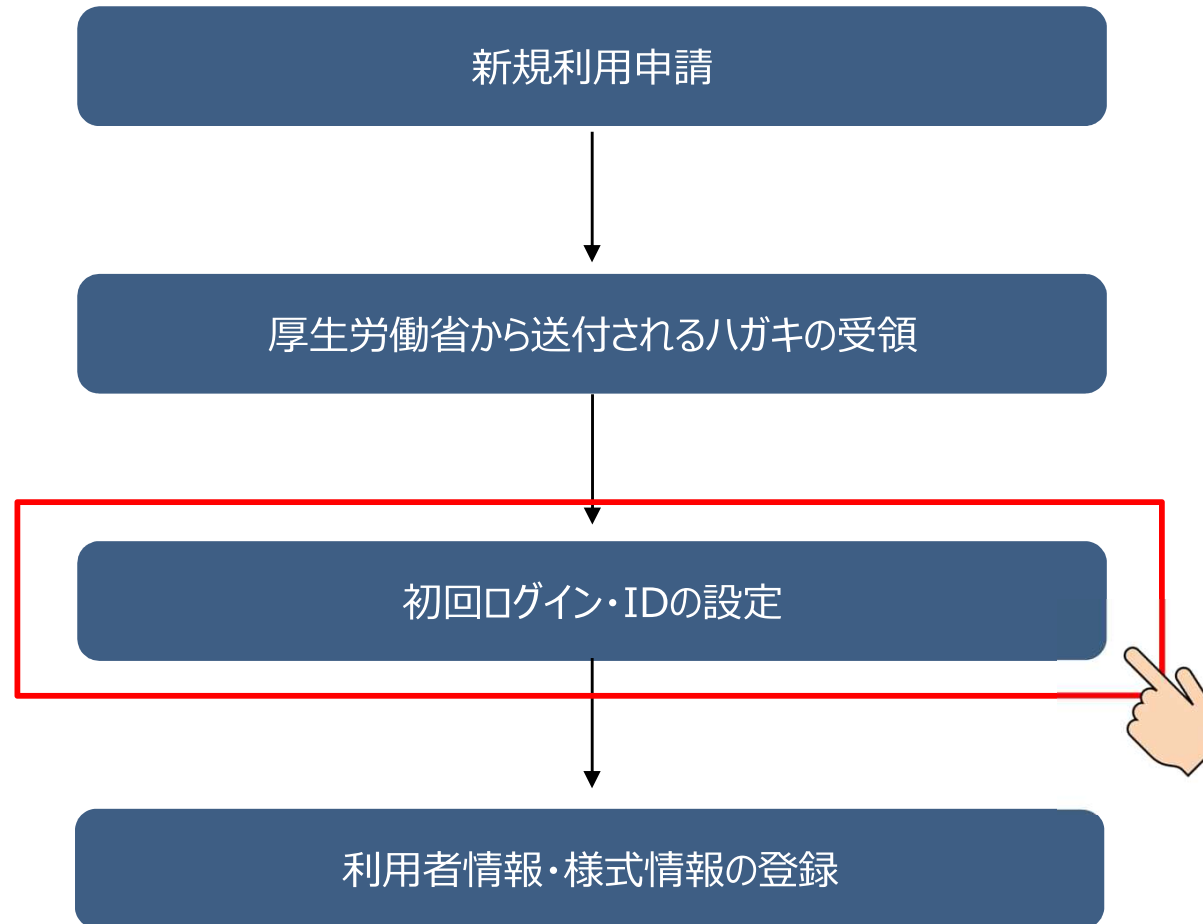 新規利用申請
厚生労働省から送付されるハガキの受領
初回ログイン・IDの設定
利用者情報・様式情報の登録